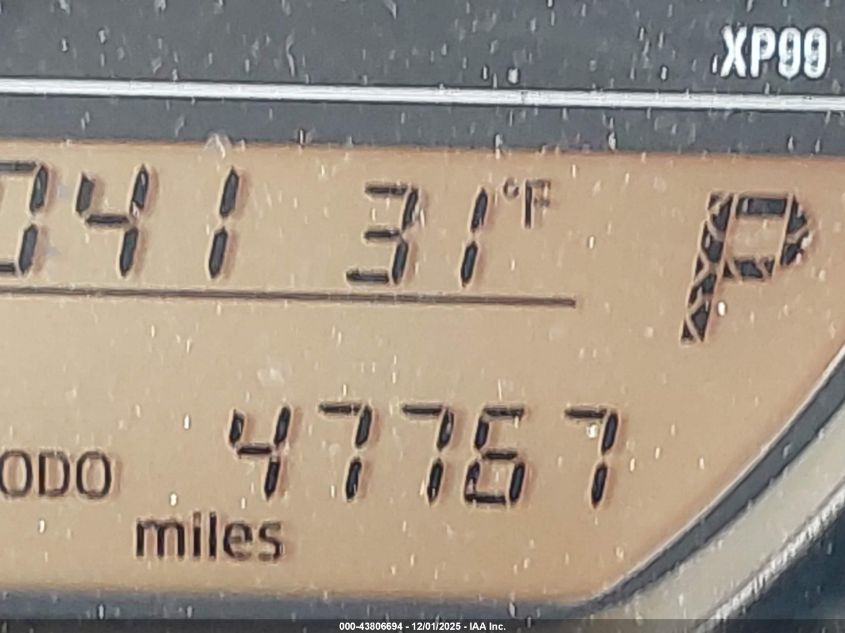 XP99
041 31°F P
47767
ODO
miles
000-43806694 - 12/01/2025 - IAA Inc.